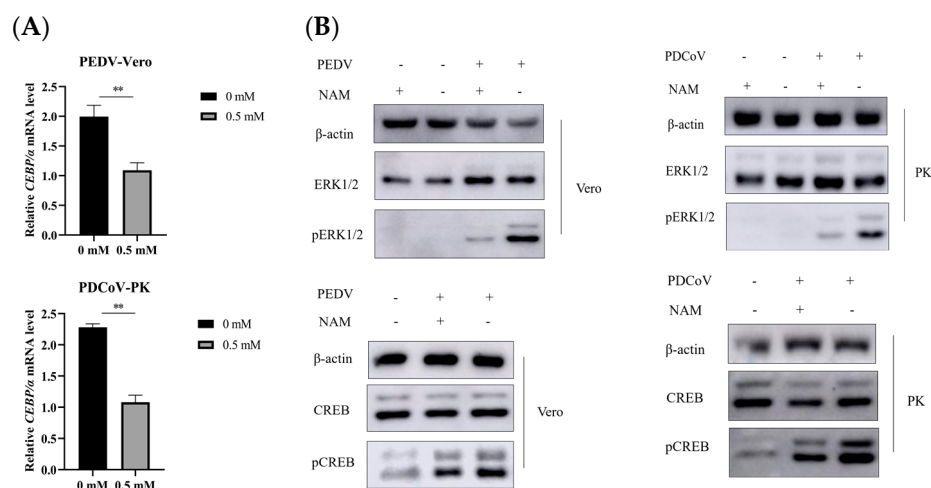 (A)
PEDV-Vero
Relative CEBP/α mRNA level
2.5
2.0
1.5
1.0
0.5
0.0
**
0 mM 0.5 mM
0 mM
0.5 mM
PDCoV-PK
Relative CEBP/α mRNA level
2.5
2.0
1.5
1.0
0.5
0.0
**
0 mM 0.5 mM
0 mM
0.5 mM
(B)
PEDV - - + +
NAM + - + -
β-actin
ERK1/2
pERK1/2
Vero
PDCoV - - + +
NAM + - + -
β-actin
ERK1/2
pERK1/2
PK
PEDV - + +
NAM - + -
β-actin
CREB
pCREB
Vero
PDCoV - + +
NAM - + -
β-actin
CREB
pCREB
PK